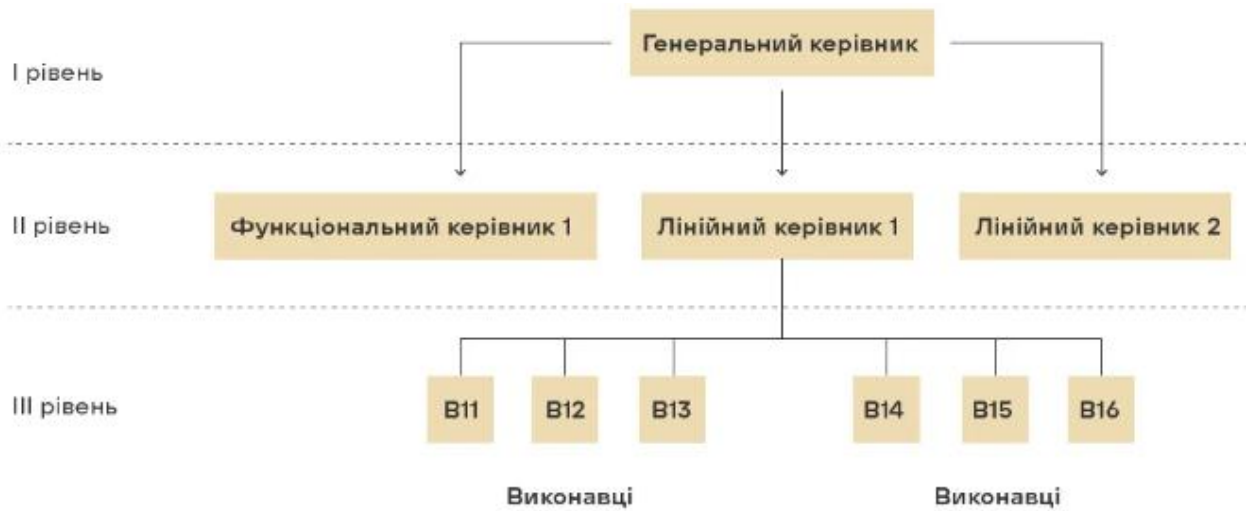 Генеральний керівник
І рівень
ІІ рівень
Функціональний керівник 1
Лінійний керівник 1
Лінійний керівник 2
ІІІ рівень
В11
В12
В13
В14
В15
В16
Виконавці
Виконавці